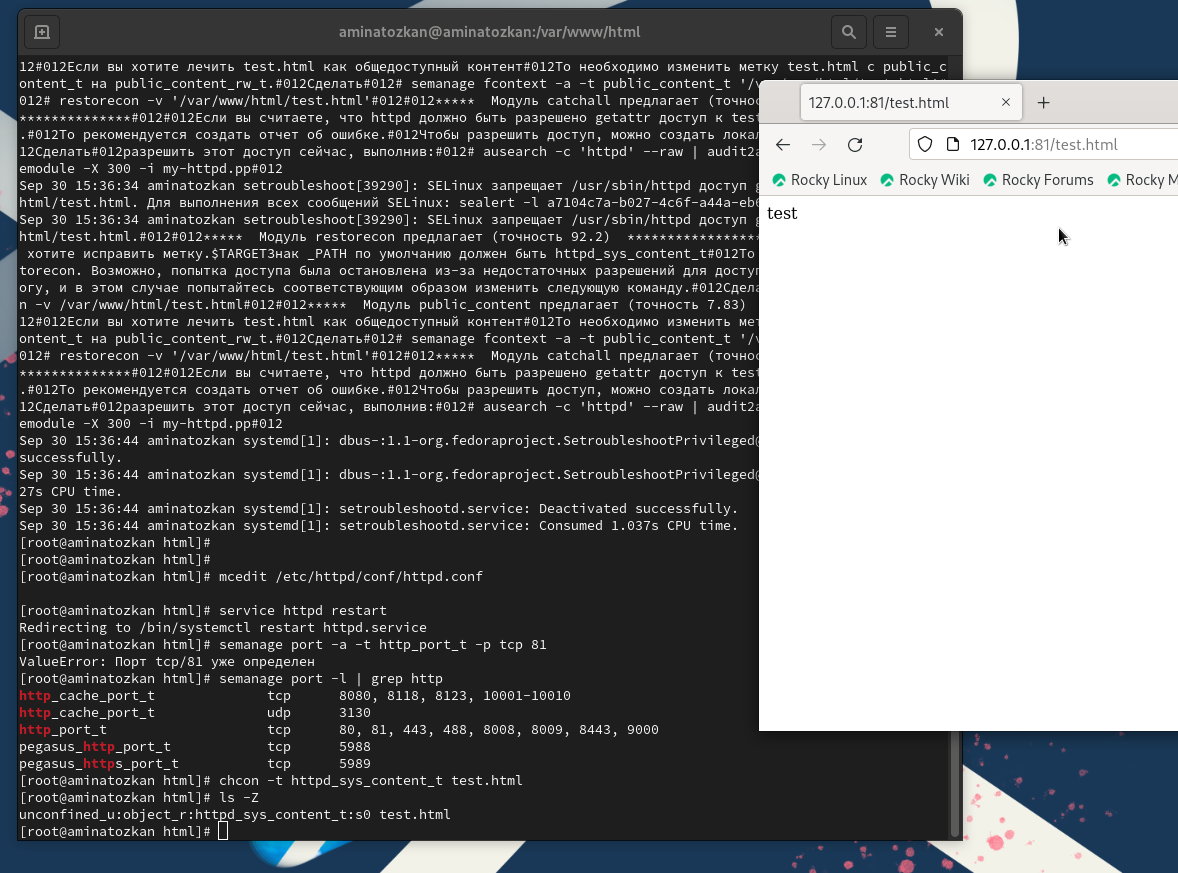 aminatozkan@aminatozkan:/var/www/html
12#012Если вы хотите лечить test.html как общедоступный контент#012То необходимо изменить метку test.html с public_c
ontent_t на public_content_rw_t.#012Сделать# semanage fcontext -a -t public_content_t
012# restorecon -v '/var/www/html/test.html'#012#012***** Модуль catchall предлагает
**************#012#012Если вы считаете, что httpd должно быть разрешено getattr доступ к
.#012То рекомендуется создать отчет об ошибке.#012Чтобы разрешить доступ, можно создать
12Сделать#012разрешить этот доступ сейчас, выполнив:#012# ausearch -c 'httpd' --raw |
emodule -X 300 -i my-httpd.pp#012
Sep 30 15:36:34 aminatozkan setroubleshoot[39290]: SELinux запрещает /usr/sbin/httpd доступ
html/test.html. Для выполнения всех сообщений SELinux: sealert -l
Sep 30 15:36:34 aminatozkan setroubleshoot[39290]: SELinux запрещает /usr/sbin/httpd доступ
html/test.html.#012#012***** Модуль restorecon предлагает (точность 92.2) ****************
хотите исправить метку.$TARGETЗнак _PATH по умолчанию должен быть httpd_sys_content_t#012То
torecon. Возможно, попытка доступа была остановлена из-за недостаточных разрешений для
огу, и в этом случае попытайтесь соответствующим образом изменить следующую команду.
n -v /var/www/html/test.html#012#012***** Модуль public_content предлагает (точность 7.83)
12#012Если вы хотите лечить test.html как общедоступный контент#012То необходимо изменить
ontent_t на public_content_rw_t.#012Сделать#012# semanage fcontext -a -t public_content_t
012# restorecon -v '/var/www/html/test.html'#012#012***** Модуль catchall предлагает
**************#012#012Если вы считаете, что httpd должно быть разрешено getattr доступ к
.#012То рекомендуется создать отчет об ошибке.#012Чтобы разрешить доступ, можно создать
12Сделать#012разрешить этот доступ сейчас, выполнив:#012# ausearch -c 'httpd' --raw |
emodule -X 300 -i my-httpd.pp#012
Sep 30 15:36:44 aminatozkan systemd[1]: dbus-:1.1-org.fedoraproject.SetroubleshootPrivileged
successfully.
Sep 30 15:36:44 aminatozkan systemd[1]: dbus-:1.1-org.fedoraproject.SetroubleshootPrivileged
27s CPU time.
Sep 30 15:36:44 aminatozkan systemd[1]: setroubleshootd.service: Deactivated successfully.
Sep 30 15:36:44 aminatozkan systemd[1]: setroubleshootd.service: Consumed 1.037s CPU time.
[root@aminatozkan html]#
[root@aminatozkan html]#
[root@aminatozkan html]# mcedit /etc/httpd/conf/httpd.conf
[root@aminatozkan html]# service httpd restart
Redirecting to /bin/systemctl restart httpd.service
[root@aminatozkan html]# semanage port -a -t http_port_t -p tcp 81
ValueError: Порт tcp/81 уже определен
[root@aminatozkan html]# semanage port -l | grep http
http_cache_port_t tcp 8080, 8118, 8123, 10001-10010
http_cache_port_t udp 3130
http_port_t tcp 80, 81, 443, 488, 8008, 8009, 8443, 9000
pegasus_http_port_t tcp 5988
pegasus_https_port_t tcp 5989
[root@aminatozkan html]# chcon -t httpd_sys_content_t test.html
[root@aminatozkan html]# ls -Z
unconfined_u:object_r:httpd_sys_content_t:s0 test.html
[root@aminatozkan html]#
127.0.0.1:81/test.html
127.0.0.1:81/test.html
Rocky Linux Rocky Wiki Rocky Forums Rocky
test